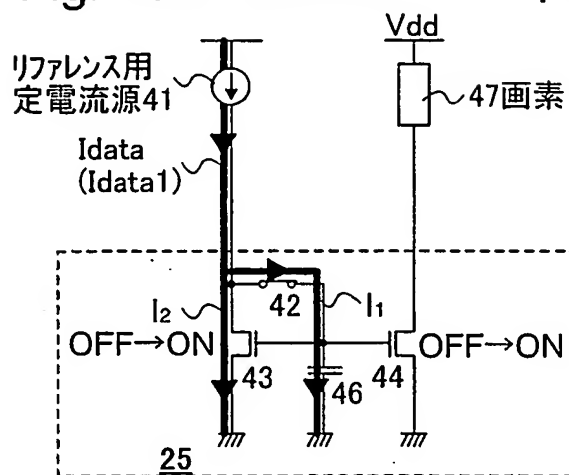 Vdd
リファレンス用
定電流源41
47画素
Idata
(Idata1)
I₂
42
I₁
OFF→ON
43
46
44
OFF→ON
25